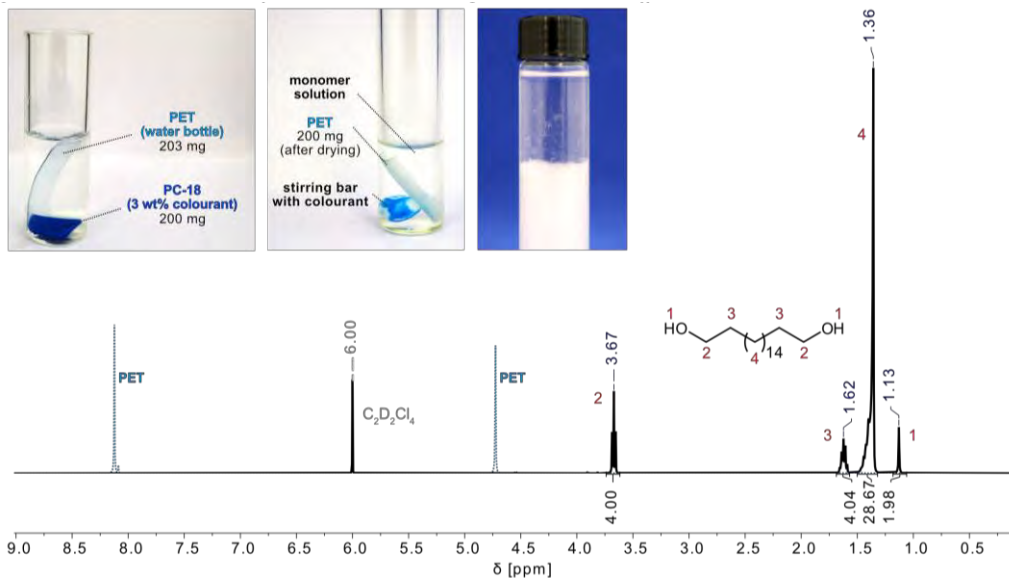 PET
(water bottle)
203 mg
PC-18
(3 wt% colourant)
200 mg
monomer
solution
PET
200 mg
(after drying)
stirring bar
with colourant
1.36
4
1 3 3 1
HO OH
2 4 14 2
PET
6.00
C2D2Cl4
PET
3.67
2
1.62
3
1.13
1
4.00
4.04
28.67
1.98
9.0 8.5 8.0 7.5 7.0 6.5 6.0 5.5 5.0 4.5 4.0 3.5 3.0 2.5 2.0 1.5 1.0 0.5
δ [ppm]